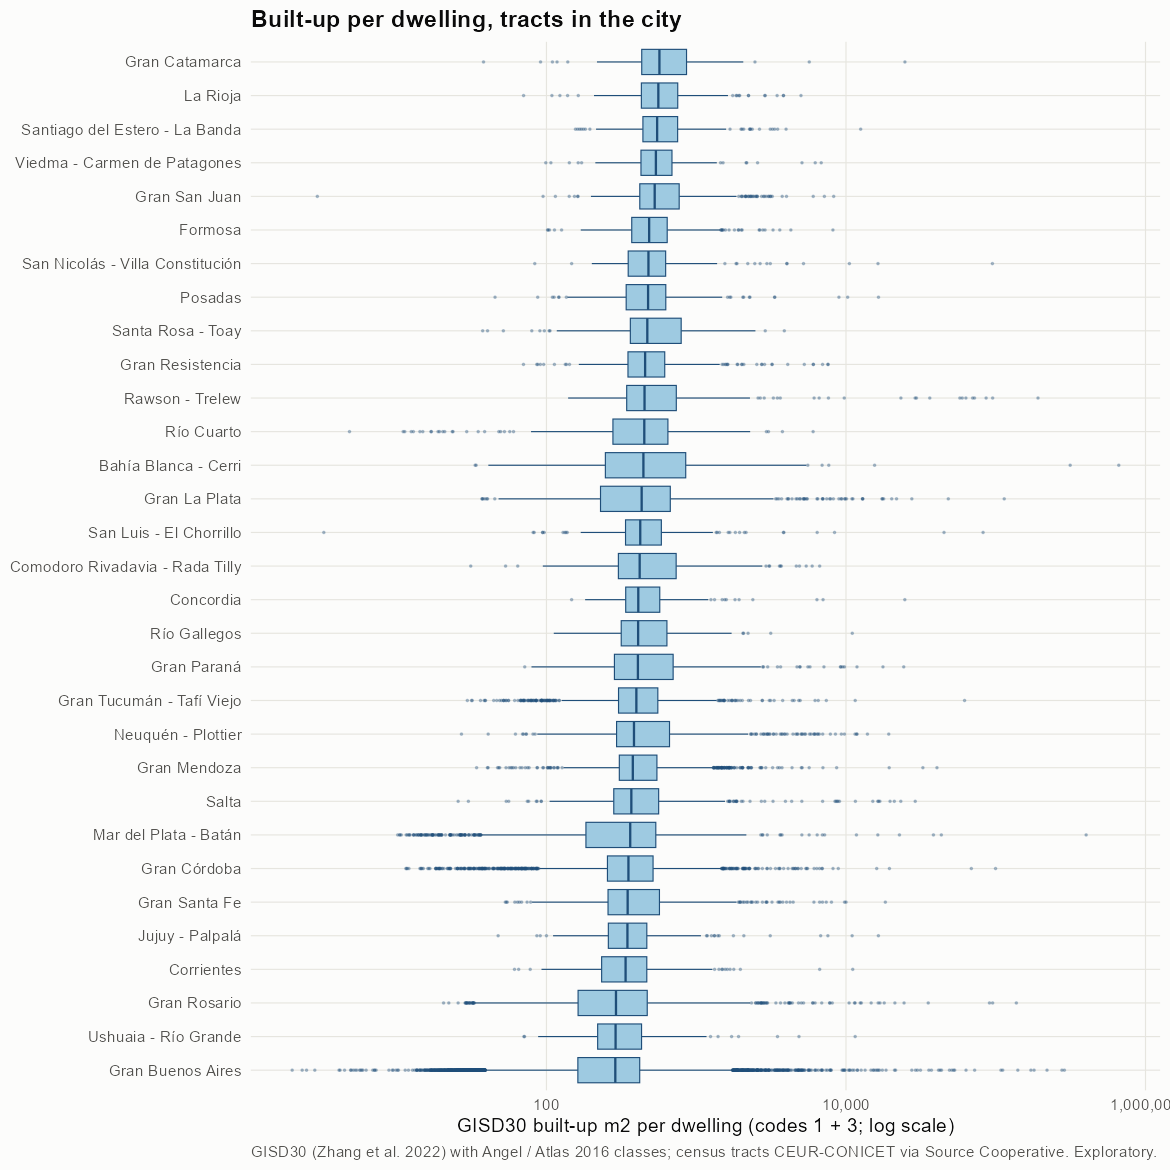 Built-up per dwelling, tracts in the city
Gran Catamarca
La Rioja
Santiago del Estero - La Banda
Viedma - Carmen de Patagones
Gran San Juan
Formosa
San Nicolás - Villa Constitución
Posadas
Santa Rosa - Toay
Gran Resistencia
Rawson - Trelew
Río Cuarto
Bahía Blanca - Cerri
Gran La Plata
San Luis - El Chorrillo
Comodoro Rivadavia - Rada Tilly
Concordia
Río Gallegos
Gran Paraná
Gran Tucumán - Tafí Viejo
Neuquén - Plottier
Gran Mendoza
Salta
Mar del Plata - Batán
Gran Córdoba
Gran Santa Fe
Jujuy - Palpalá
Corrientes
Gran Rosario
Ushuaia - Río Grande
Gran Buenos Aires
100 10,000 1,000,00
GISD30 built-up m2 per dwelling (codes 1 + 3; log scale)
GISD30 (Zhang et al. 2022) with Angel / Atlas 2016 classes; census tracts CEUR-CONICET via Source Cooperative. Exploratory.